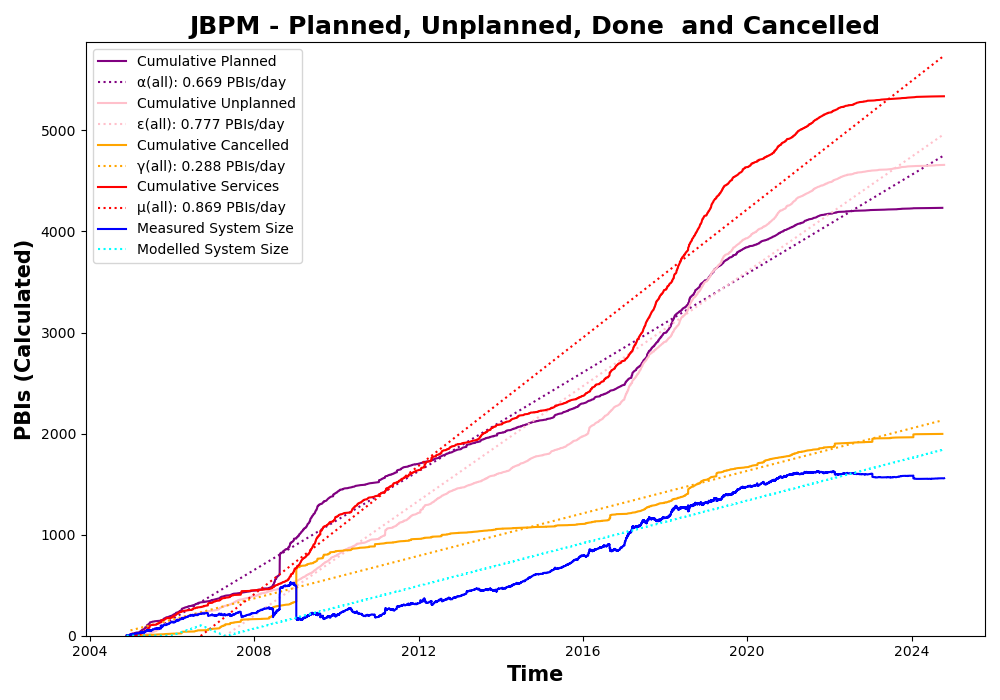 JBPM - Planned, Unplanned, Done  and Cancelled
Cumulative Planned
α(all): 0.669 PBIs/day
Cumulative Unplanned
ε(all): 0.777 PBIs/day
Cumulative Cancelled
γ(all): 0.288 PBIs/day
Cumulative Services
μ(all): 0.869 PBIs/day
Measured System Size
Modelled System Size
PBIs (Calculated)
5000
4000
3000
2000
1000
0
2004 2008 2012 2016 2020 2024
Time